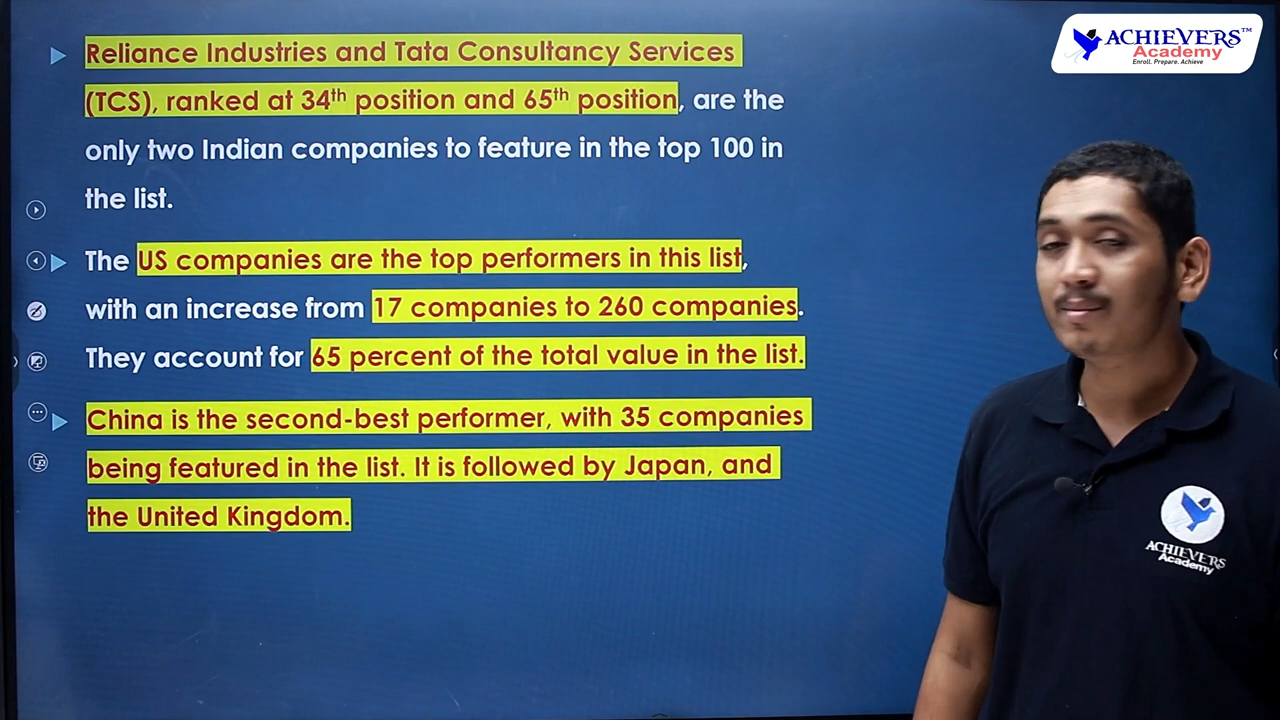 Reliance Industries and Tata Consultancy Services
(TCS), ranked at 34th position and 65th position, are the
only two Indian companies to feature in the top 100 in
the list.
The US companies are the top performers in this list,
with an increase from 17 companies to 260 companies.
They account for 65 percent of the total value in the list.
China is the second-best performer, with 35 companies
being featured in the list. It is followed by Japan, and
the United Kingdom.
ACHIEVERS™
Academy
Enroll. Prepare. Achieve
ACHIEVERS
Academy